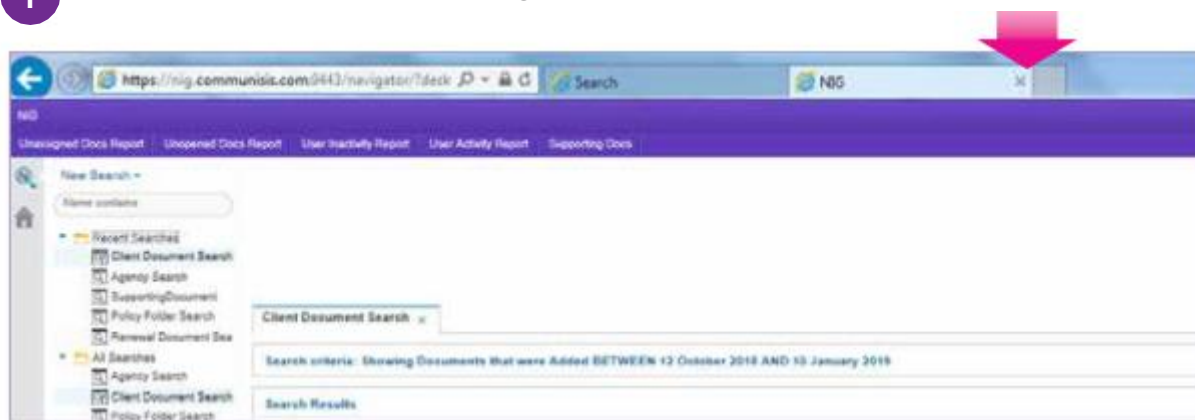 1
https://nig.communisis.com:9443/navigator/?desk Search NIG
NIG
Unassigned Docs Report Unopened Docs Report User Inactivity Report User Activity Report Supporting Docs
New Search
Name contains
Recent Searches
Client Document Search
Agency Search
SupportingDocument
Policy Folder Search
Client Document Search x
Renewal Document Sea
All Searches
Search criteria: Showing Documents that were Added BETWEEN 12 October 2018 AND 10 January 2019
Agency Search
Client Document Search
Search Results
Policy Folder Search